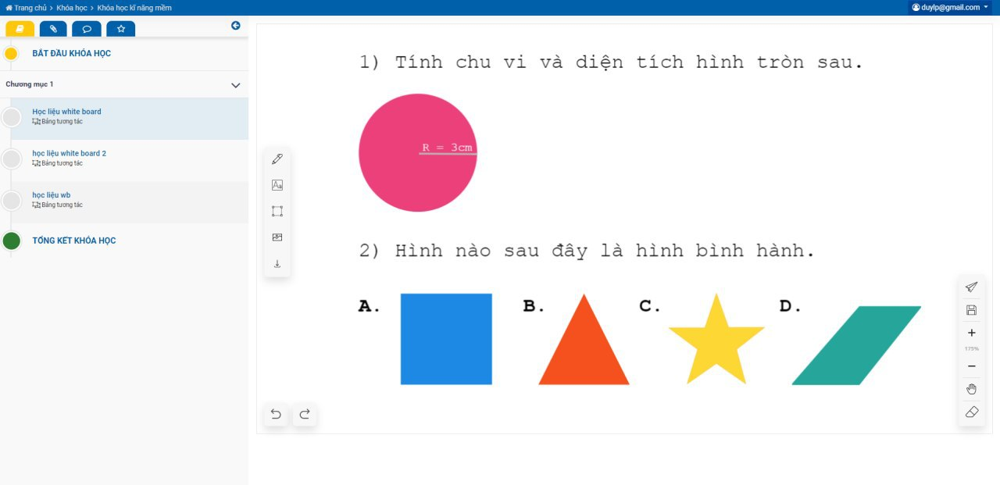 Trang chủ > Khóa học > Khóa học kĩ năng mềm
duylp@gmail.com
BẮT ĐẦU KHÓA HỌC
Chương mục 1
Học liệu white board
Bảng tương tác
học liệu white board 2
Bảng tương tác
học liệu wb
Bảng tương tác
TỔNG KẾT KHÓA HỌC
Aa
1) Tính chu vi và diện tích hình tròn sau.
R = 3cm
2) Hình nào sau đây là hình bình hành.
A. B. C. D.
175%